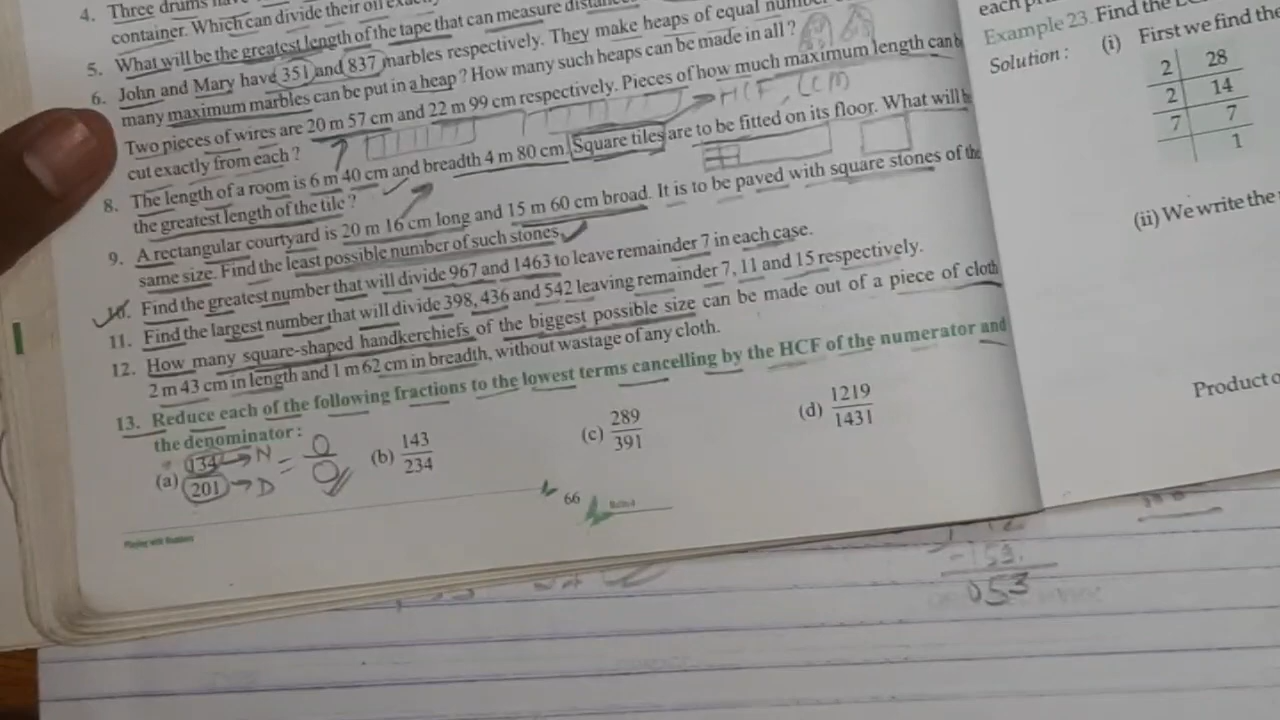 4. Three drums have
container. Which can divide their oil exactly
5. What will be the greatest length of the tape that can measure
6. John and Mary have 351 and 837 marbles respectively. They make heaps of equal
many maximum marbles can be put in a heap ? How many such heaps can be made in all ?
Two pieces of wires are 20 m 57 cm and 22 m 99 cm respectively. Pieces of how much maximum length can be
cut exactly from each ?
HCF, LCM
8. The length of a room is 6 m 40 cm and breadth 4 m 80 cm. Square tiles are to be fitted on its floor. What will be
the greatest length of the tile ?
9. A rectangular courtyard is 20 m 16 cm long and 15 m 60 cm broad. It is to be paved with square stones of the
same size. Find the least possible number of such stones.
10. Find the greatest number that will divide 967 and 1463 to leave remainder 7 in each case.
11. Find the largest number that will divide 398, 436 and 542 leaving remainder 7, 11 and 15 respectively.
12. How many square-shaped handkerchiefs of the biggest possible size can be made out of a piece of cloth
2 m 43 cm in length and 1 m 62 cm in breadth, without wastage of any cloth.
13. Reduce each of the following fractions to the lowest terms cancelling by the HCF of the numerator and
the denominator :
(a) 134/201 → N → D = O/O
(b) 143/234
(c) 289/391
(d) 1219/1431
Playing with Numbers
66
each
Example 23. Find the
Solution : (i) First we find the
2 28
2 14
7 7
1
(ii) We write the
Product o
053